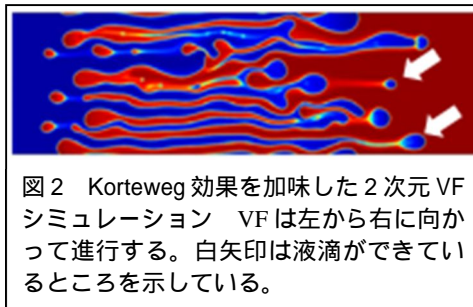 図２　Korteweg 効果を加味した２次元 VF
シミュレーション　VF は左から右に向か
って進行する。白矢印は液滴ができてい
るところを示している。